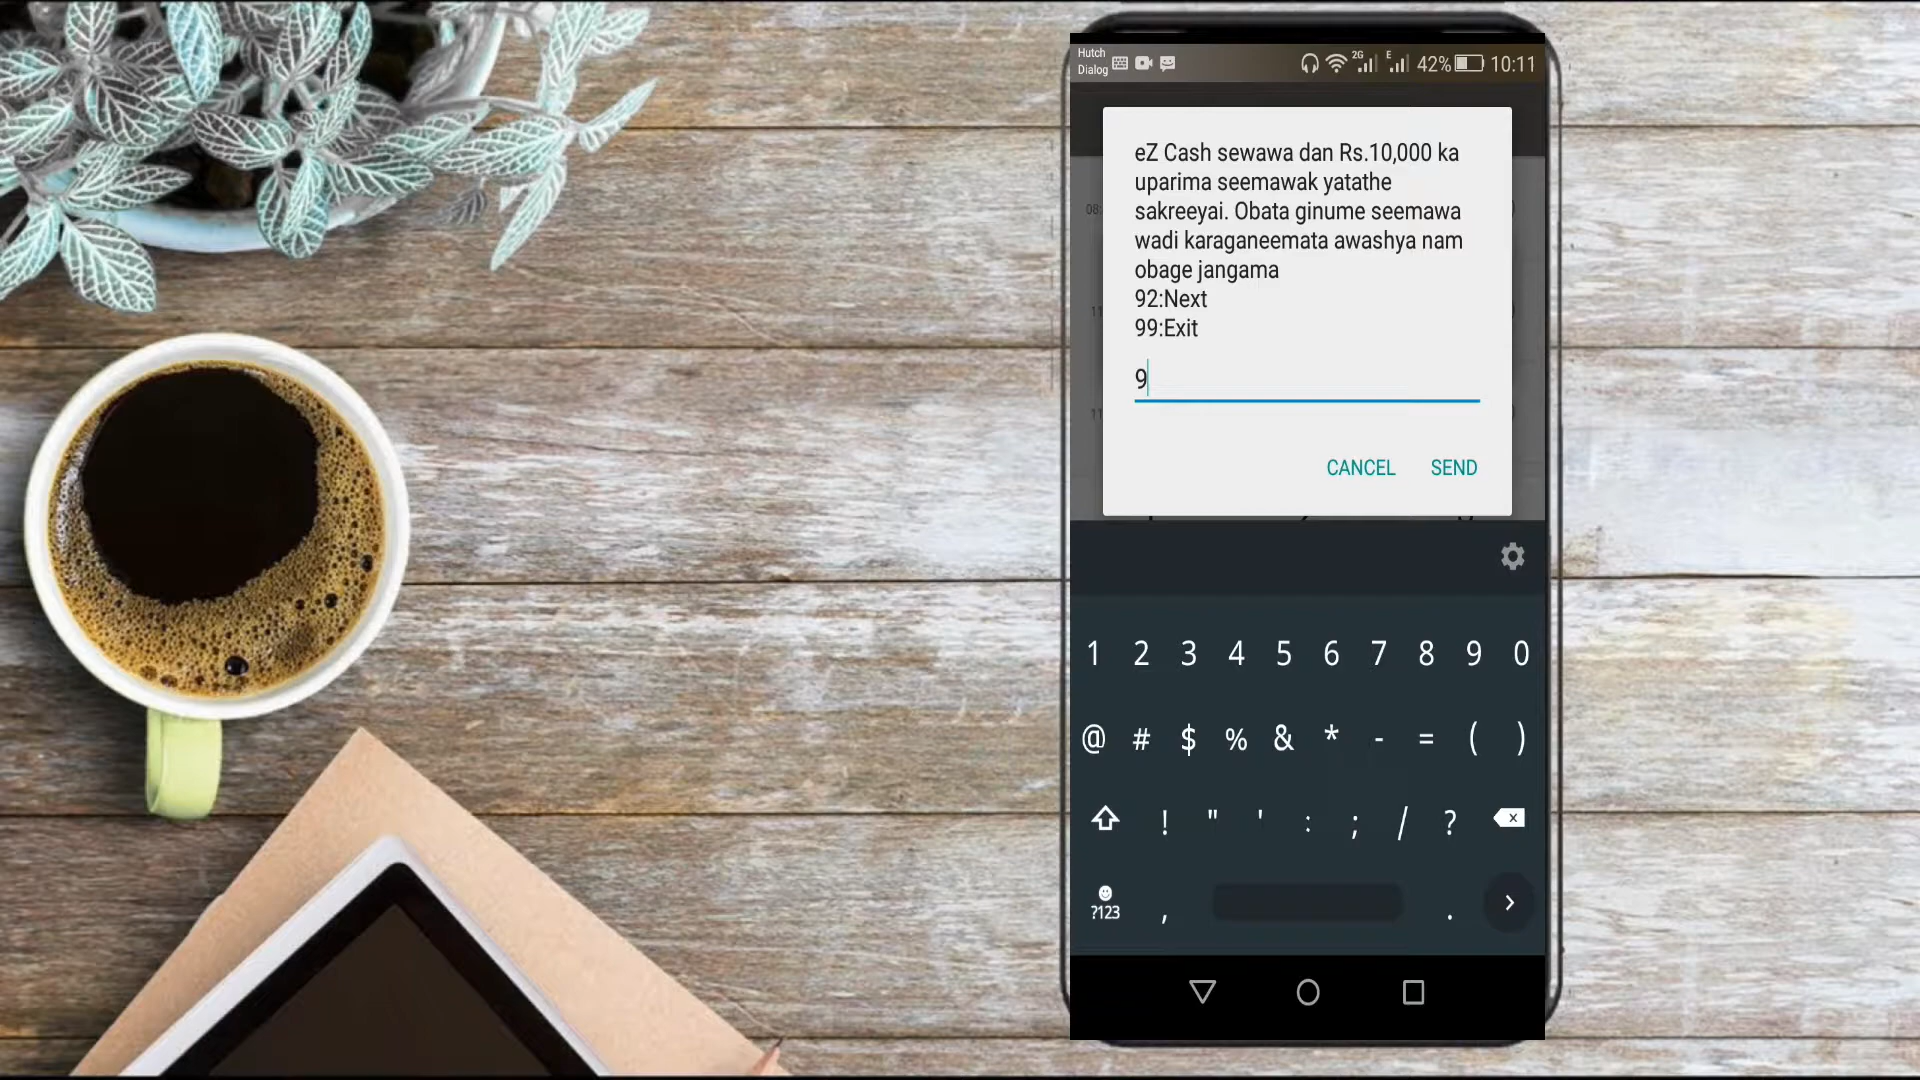 Hutch
Dialog
2G
E
42%
10:11
eZ Cash sewawa dan Rs.10,000 ka
uparima seemawak yatathe
sakreeyai. Obata ginume seemawa
wadi karaganeemata awashya nam
obage jangama
92:Next
99:Exit
9
CANCEL SEND
1 2 3 4 5 6 7 8 9 0
@ # $ % & * - = ( )
! " ' : ; / ?
?123 , .